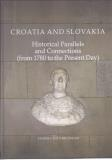 CROATIA AND SLOVAKIA
Historical Parallels
and Connections
(from 1780 to the Present Day)